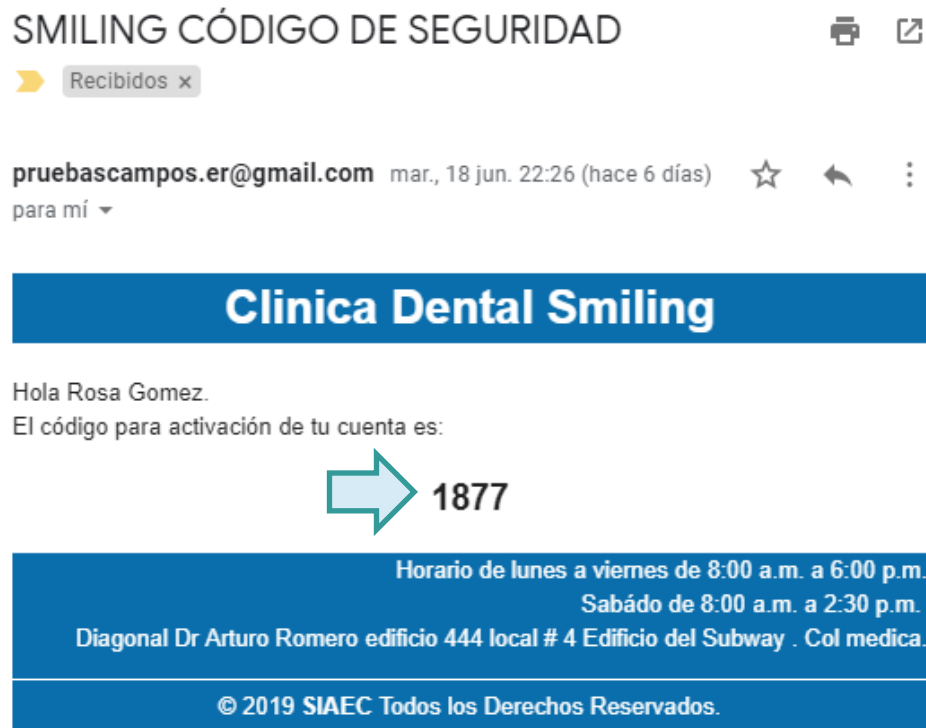 SMILING CÓDIGO DE SEGURIDAD
Recibidos x
pruebascampos.er@gmail.com mar., 18 jun. 22:26 (hace 6 días)
para mí
Clinica Dental Smiling
Hola Rosa Gomez.
El código para activación de tu cuenta es:
1877
Horario de lunes a viernes de 8:00 a.m. a 6:00 p.m.
Sabádo de 8:00 a.m. a 2:30 p.m.
Diagonal Dr Arturo Romero edificio 444 local # 4 Edificio del Subway . Col medica.
© 2019 SIAEC Todos los Derechos Reservados.